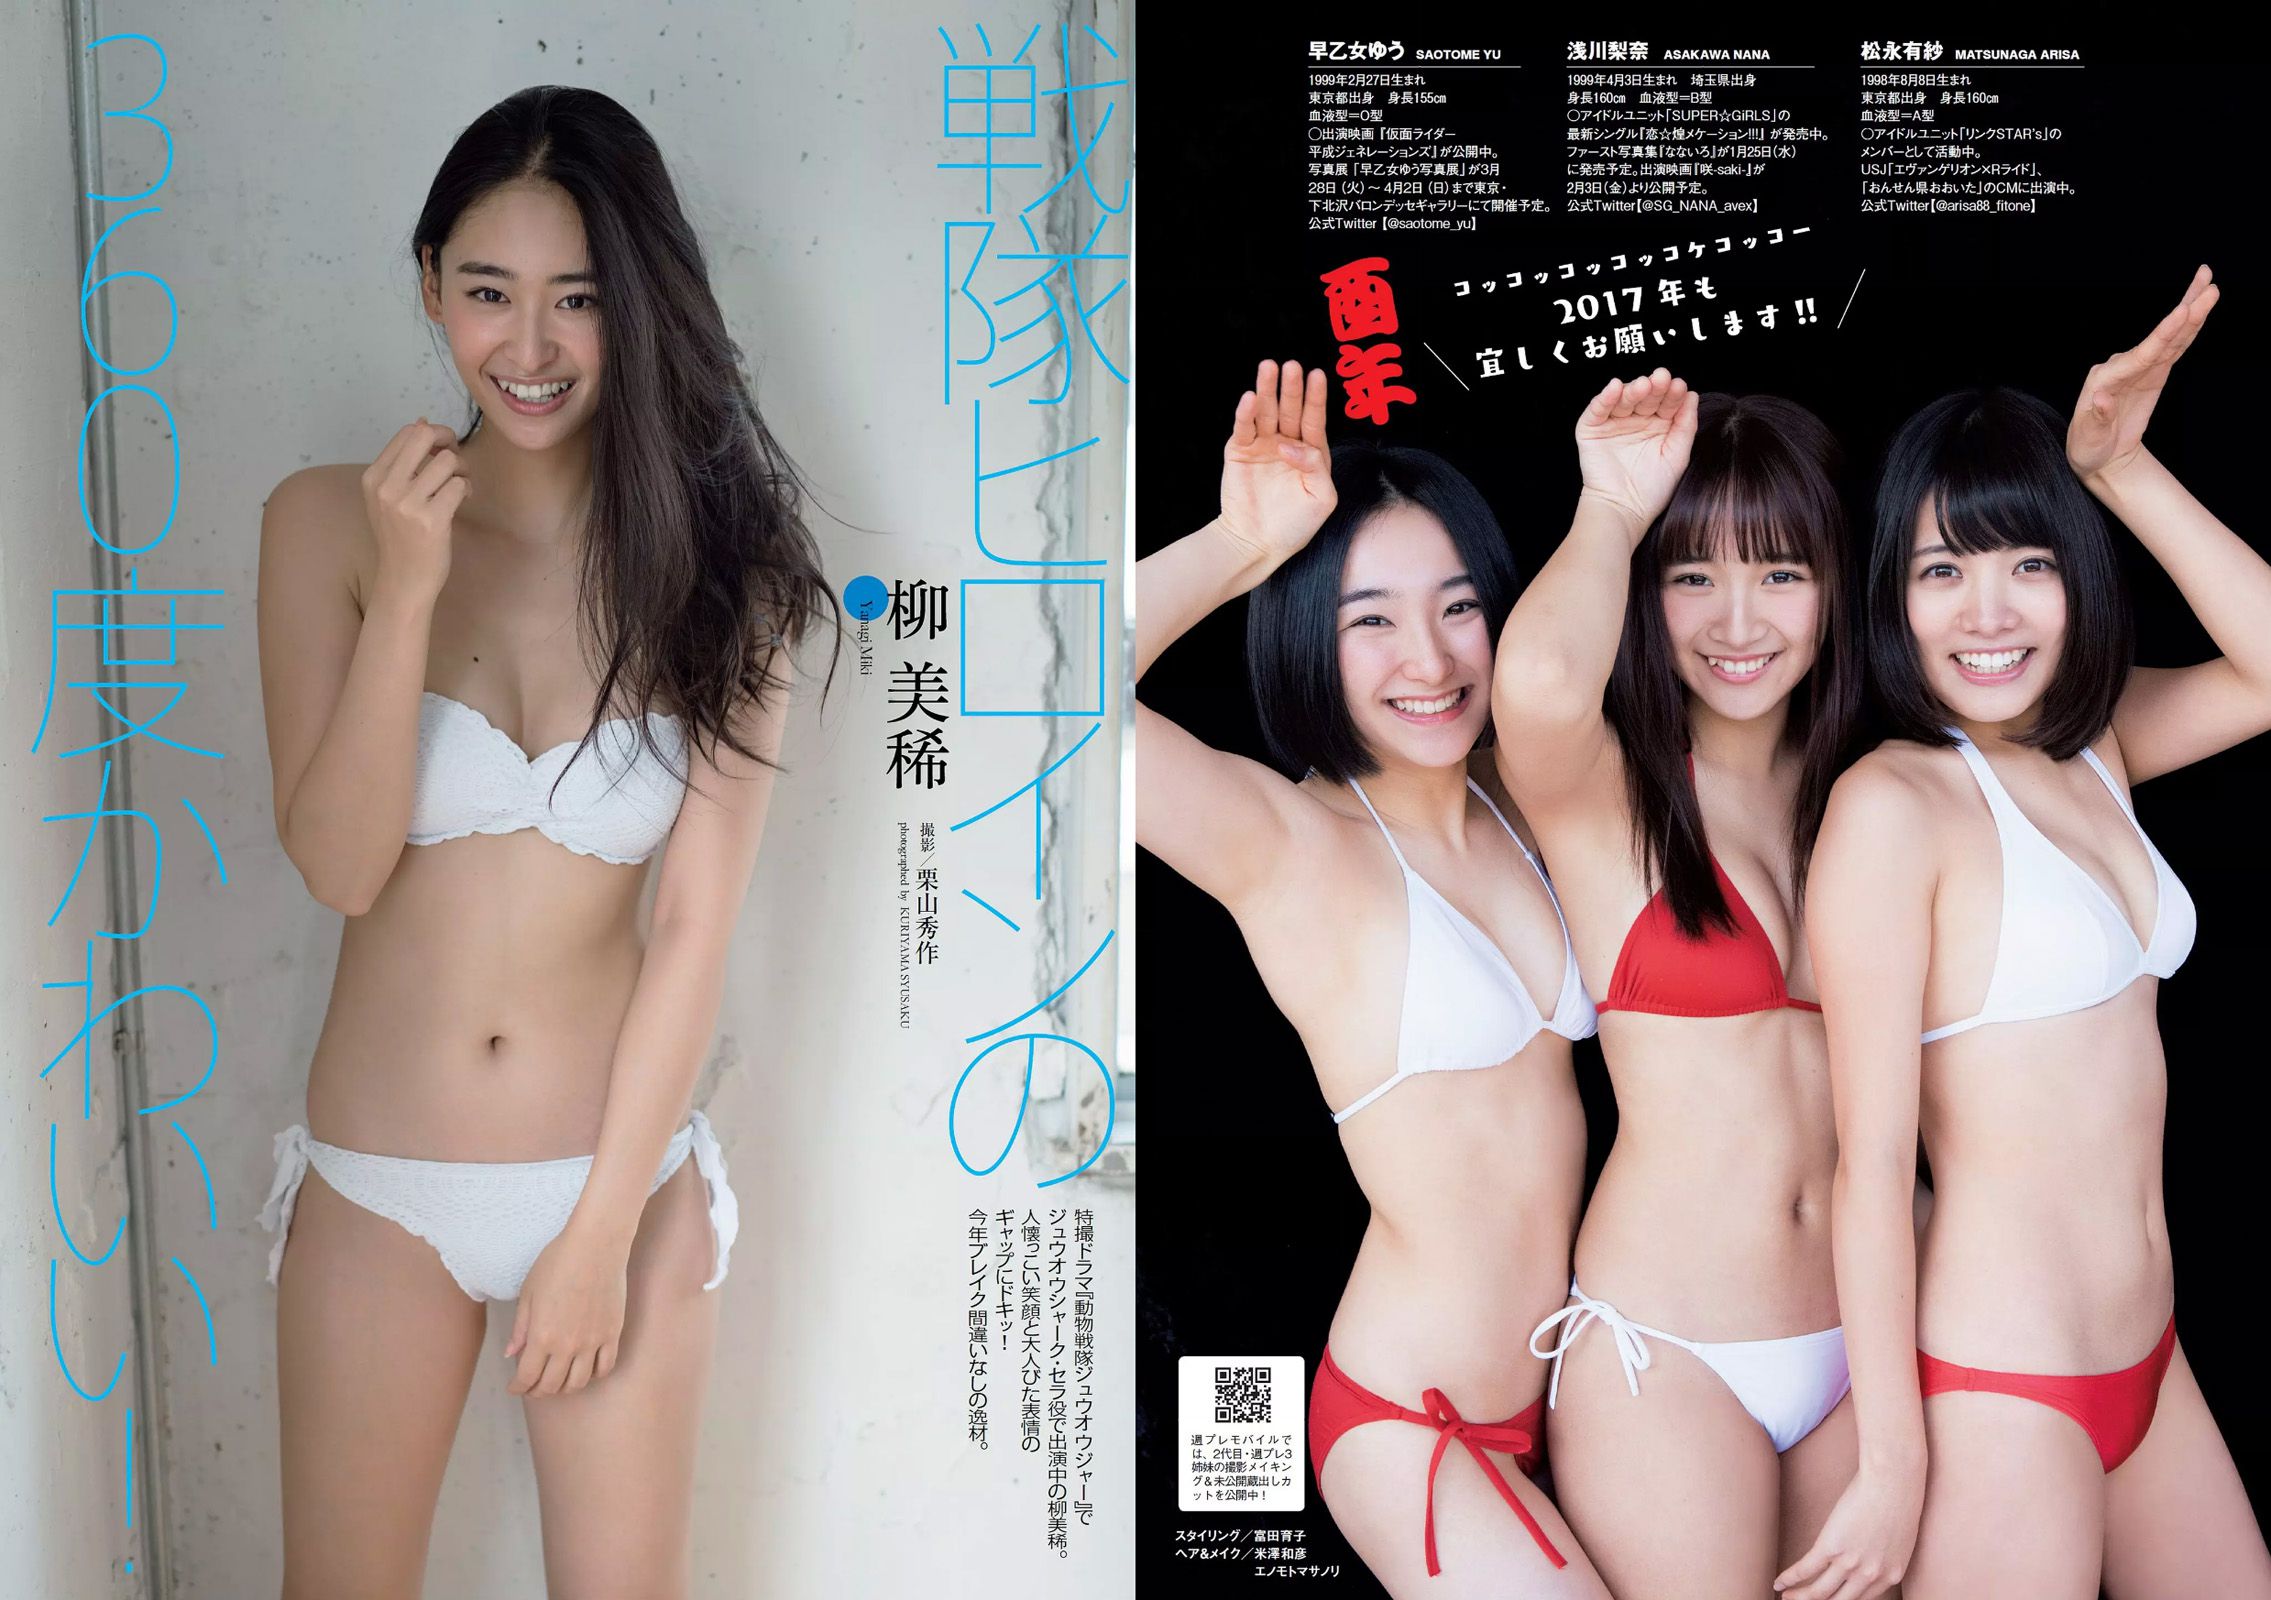 戦隊ヒロインの
360度かわいい!
柳 美稀
Yanagi Miki
撮影/栗山秀作
photographed by KURIYAMA SYUSAKU
特撮ドラマ『動物戦隊ジュウオウジャー』で
ジュウオウシャーク・セラ役で出演中の柳美稀。
人懐っこい笑顔と大人びた表情の
ギャップにドキッ!
今年ブレイク間違いなしの逸材。
早乙女ゆう SAOTOME YU
1999年2月27日生まれ
東京都出身 身長155㎝
血液型=O型
○出演映画『仮面ライダー
平成ジェネレーションズ』が公開中。
写真展「早乙女ゆう写真展」が3月
28日(火)~4月2日(日)まで東京・
下北沢バロンデッセギャラリーにて開催予定。
公式Twitter【@saotome_yu】
浅川梨奈 ASAKAWA NANA
1999年4月3日生まれ 埼玉県出身
身長160㎝ 血液型=B型
○アイドルユニット「SUPER☆GiRLS」の
最新シングル『恋☆煌メケーション!!!』が発売中。
ファースト写真集『なないろ』が1月25日(水)
に発売予定。出演映画『咲-saki-』が
2月3日(金)より公開予定。
公式Twitter【@SG_NANA_avex】
松永有紗 MATSUNAGA ARISA
1998年8月8日生まれ
東京都出身 身長160㎝
血液型=A型
○アイドルユニット「リンクSTAR's」の
メンバーとして活動中。
USJ「エヴァンゲリオン×Rライド」、
「おんせん県おおいた」のCMに出演中。
公式Twitter【@arisa88_fitone】
酉年
コッコッコッコッコケコッコー
2017年も
宜しくお願いします!!
週プレモバイルで
は、2代目・週プレ3
姉妹の撮影メイキン
グ&未公開蔵出しカ
ットを公開中!
スタイリング/富田育子
ヘア&メイク/米澤和彦
エノモトマサノリ